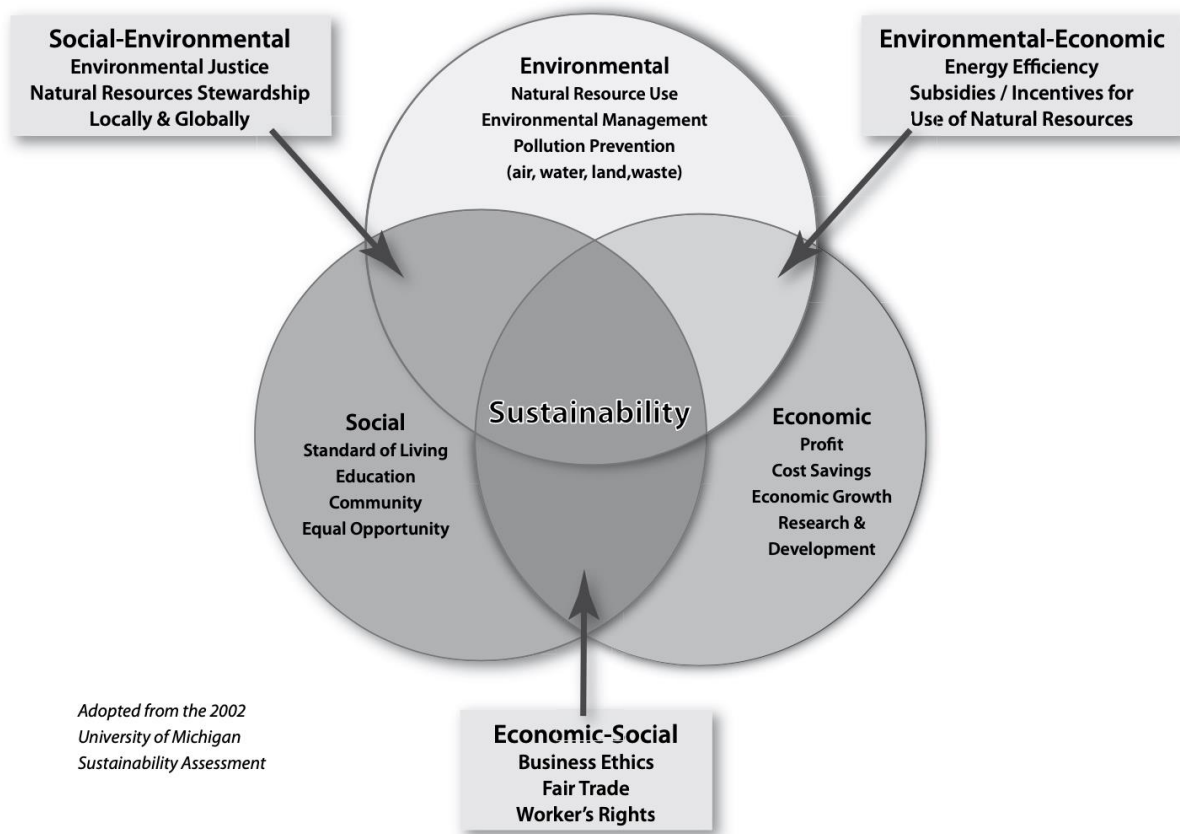 Social-Environmental
Environmental Justice
Natural Resources Stewardship
Locally & Globally
Environmental
Natural Resource Use
Environmental Management
Pollution Prevention
(air, water, land,waste)
Environmental-Economic
Energy Efficiency
Subsidies / Incentives for
Use of Natural Resources
Sustainability
Social
Standard of Living
Education
Community
Equal Opportunity
Economic
Profit
Cost Savings
Economic Growth
Research &
Development
Adopted from the 2002
University of Michigan
Sustainability Assessment
Economic-Social
Business Ethics
Fair Trade
Worker's Rights